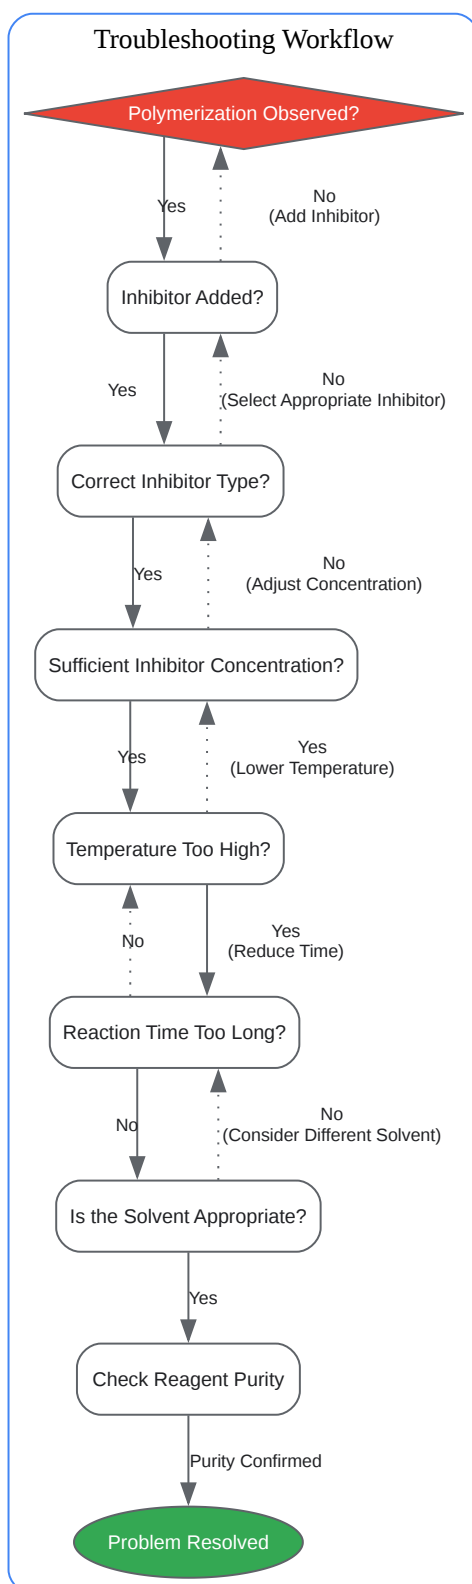 Troubleshooting Workflow
Polymerization Observed?
Yes
No
(Add Inhibitor)
Inhibitor Added?
Yes
No
(Select Appropriate Inhibitor)
Correct Inhibitor Type?
Yes
No
(Adjust Concentration)
Sufficient Inhibitor Concentration?
Yes
Yes
(Lower Temperature)
Temperature Too High?
No
Yes
(Reduce Time)
Reaction Time Too Long?
No
No
(Consider Different Solvent)
Is the Solvent Appropriate?
Yes
Check Reagent Purity
Purity Confirmed
Problem Resolved